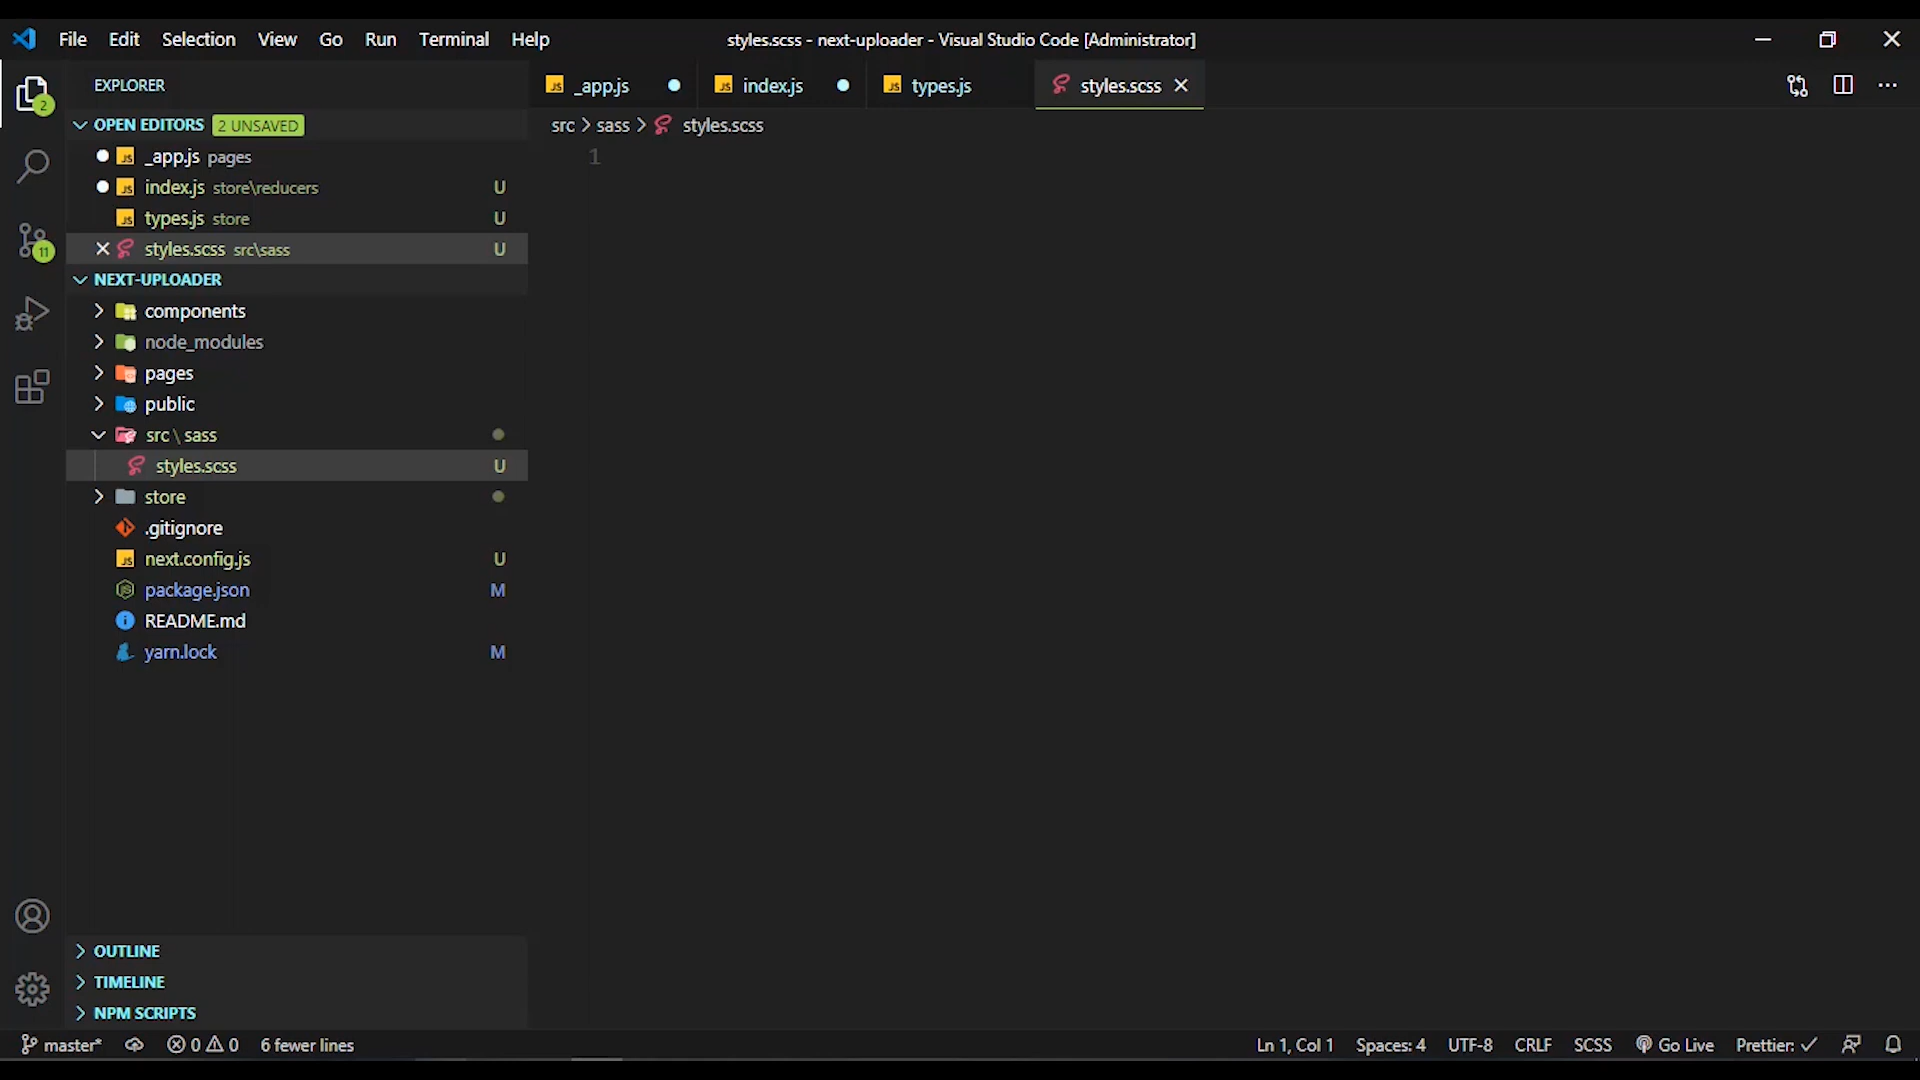 File Edit Selection View Go Run Terminal Help
styles.scss - next-uploader - Visual Studio Code [Administrator]
EXPLORER
2
_app.js
index.js
types.js
styles.scss
OPEN EDITORS 2 UNSAVED
src > sass > styles.scss
_app.js pages
1
index.js store\reducers U
types.js store U
styles.scss src\sass U
11
NEXT-UPLOADER
components
node_modules
pages
public
src \ sass
styles.scss U
store
.gitignore
next.config.js U
package.json M
README.md
yarn.lock M
OUTLINE
TIMELINE
NPM SCRIPTS
master* 0 0 6 fewer lines
Ln 1, Col 1 Spaces: 4 UTF-8 CRLF SCSS Go Live Prettier: ✓